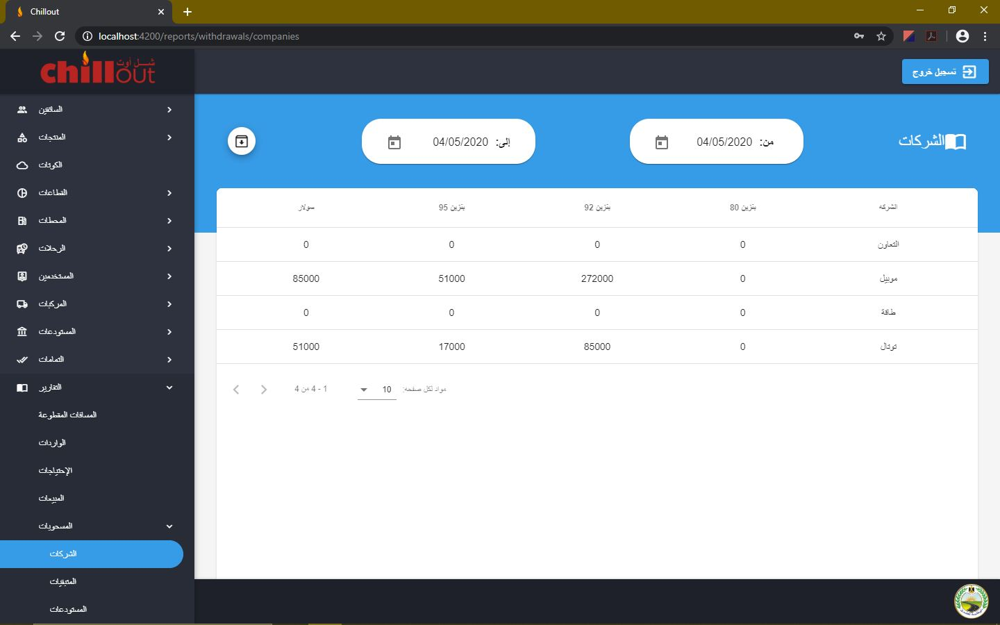 Chillout
localhost:4200/reports/withdrawals/companies
chillout شـل أوت
تسجيل خروج
السائقين
المنتجات
الكوتات
القطاعات
المحطات
الرحلات
المستخدمين
المركبات
المستودعات
التمامات
التقارير
المسافات المقطوعة
الواردات
الإحتياجات
المبيعات
المسحوبات
الشركات
المتبقيات
المستودعات
الشركات
من: 04/05/2020
إلى: 04/05/2020
الشركه بنزين 80 بنزين 92 بنزين 95 سولار
التعاون 0 0 0 0
موبيل 0 272000 51000 85000
طاقة 0 0 0 0
توتال 0 85000 17000 51000
مواد لكل صفحه: 10 1 - 4 من 4